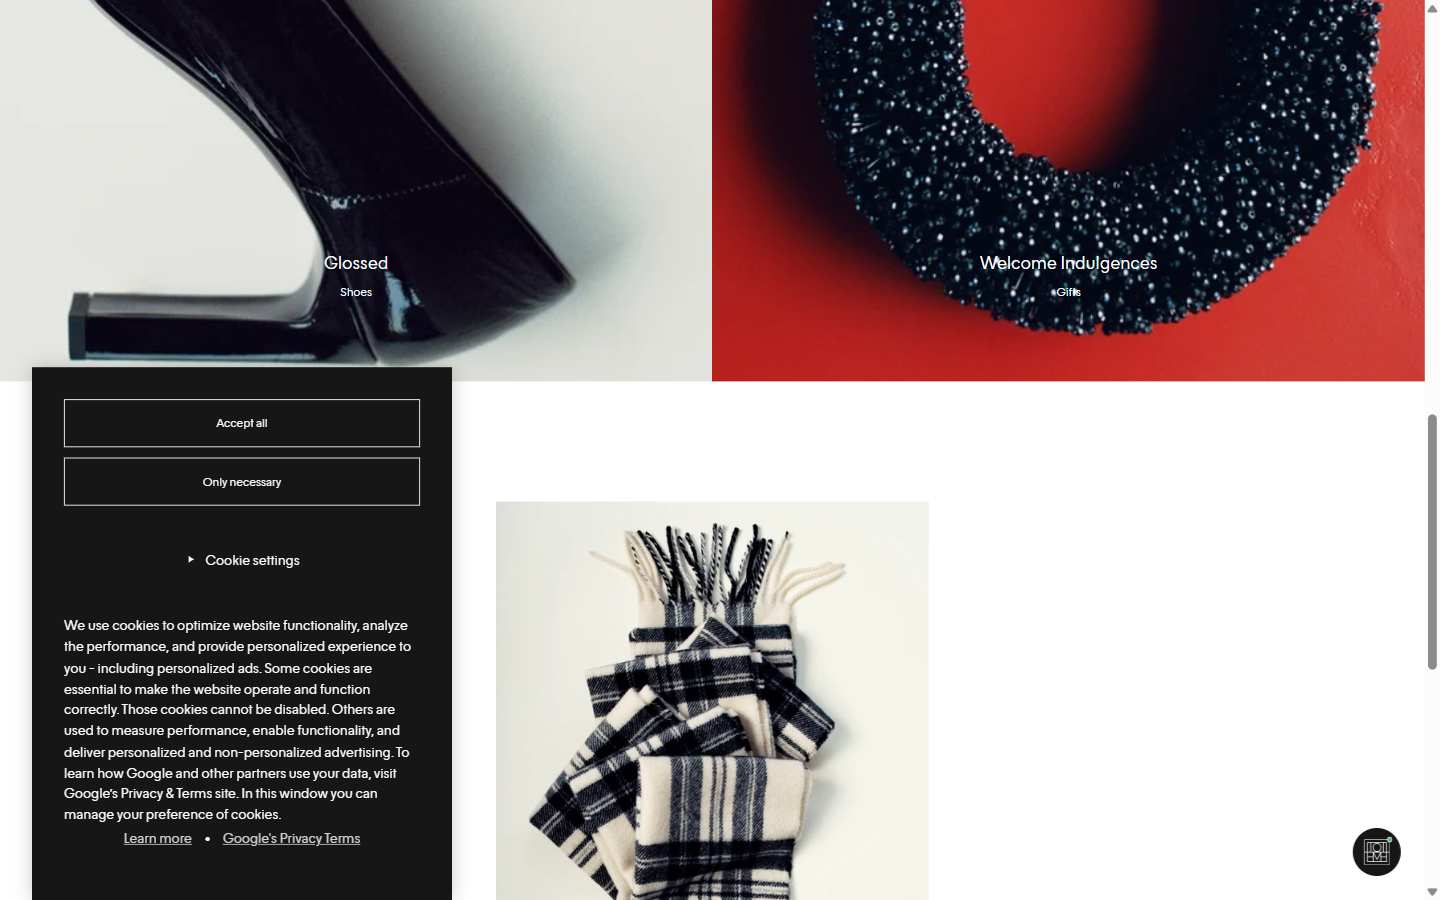 Glossed
Shoes
Welcome Indulgences
Gifts
Accept all
Only necessary
Cookie settings
We use cookies to optimize website functionality, analyze
the performance, and provide personalized experience to
you - including personalized ads. Some cookies are
essential to make the website operate and function
correctly. Those cookies cannot be disabled. Others are
used to measure performance, enable functionality, and
deliver personalized and non-personalized advertising. To
learn how Google and other partners use your data, visit
Google's Privacy & Terms site. In this window you can
manage your preference of cookies.
Learn more • Google's Privacy Terms